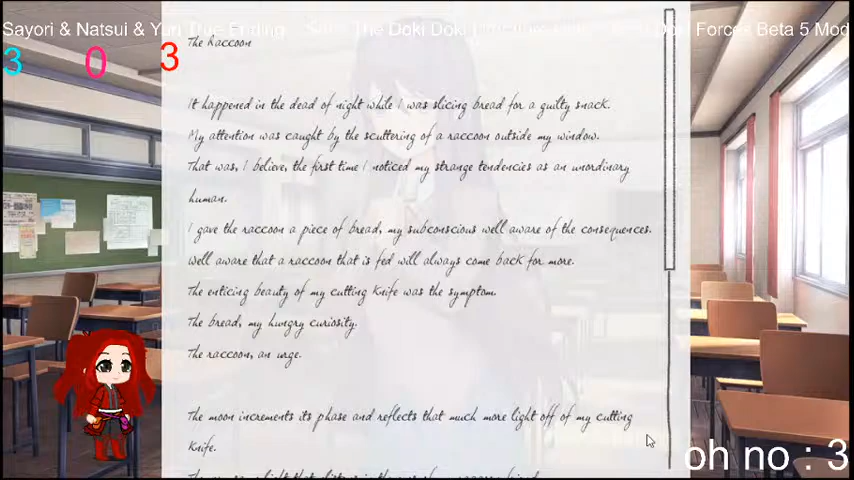 Sayori & Natsui & Yuri True Ending
Forces Beta 5 Mod
3 0 3
The Raccoon
It happened in the dead of night while I was slicing bread for a guilty snack.
My attention was caught by the scuttering of a raccoon outside my window.
That was, I believe, the first time I noticed my strange tendencies as an unordinary
human.
I gave the raccoon a piece of bread, my subconscious well aware of the consequences.
Well aware that a raccoon that is fed will always come back for more.
The enticing beauty of my cutting knife was the symptom.
The bread, my hungry curiosity.
The raccoon, an urge.
The moon increments its phase and reflects that much more light off of my cutting
knife.
oh no : 3